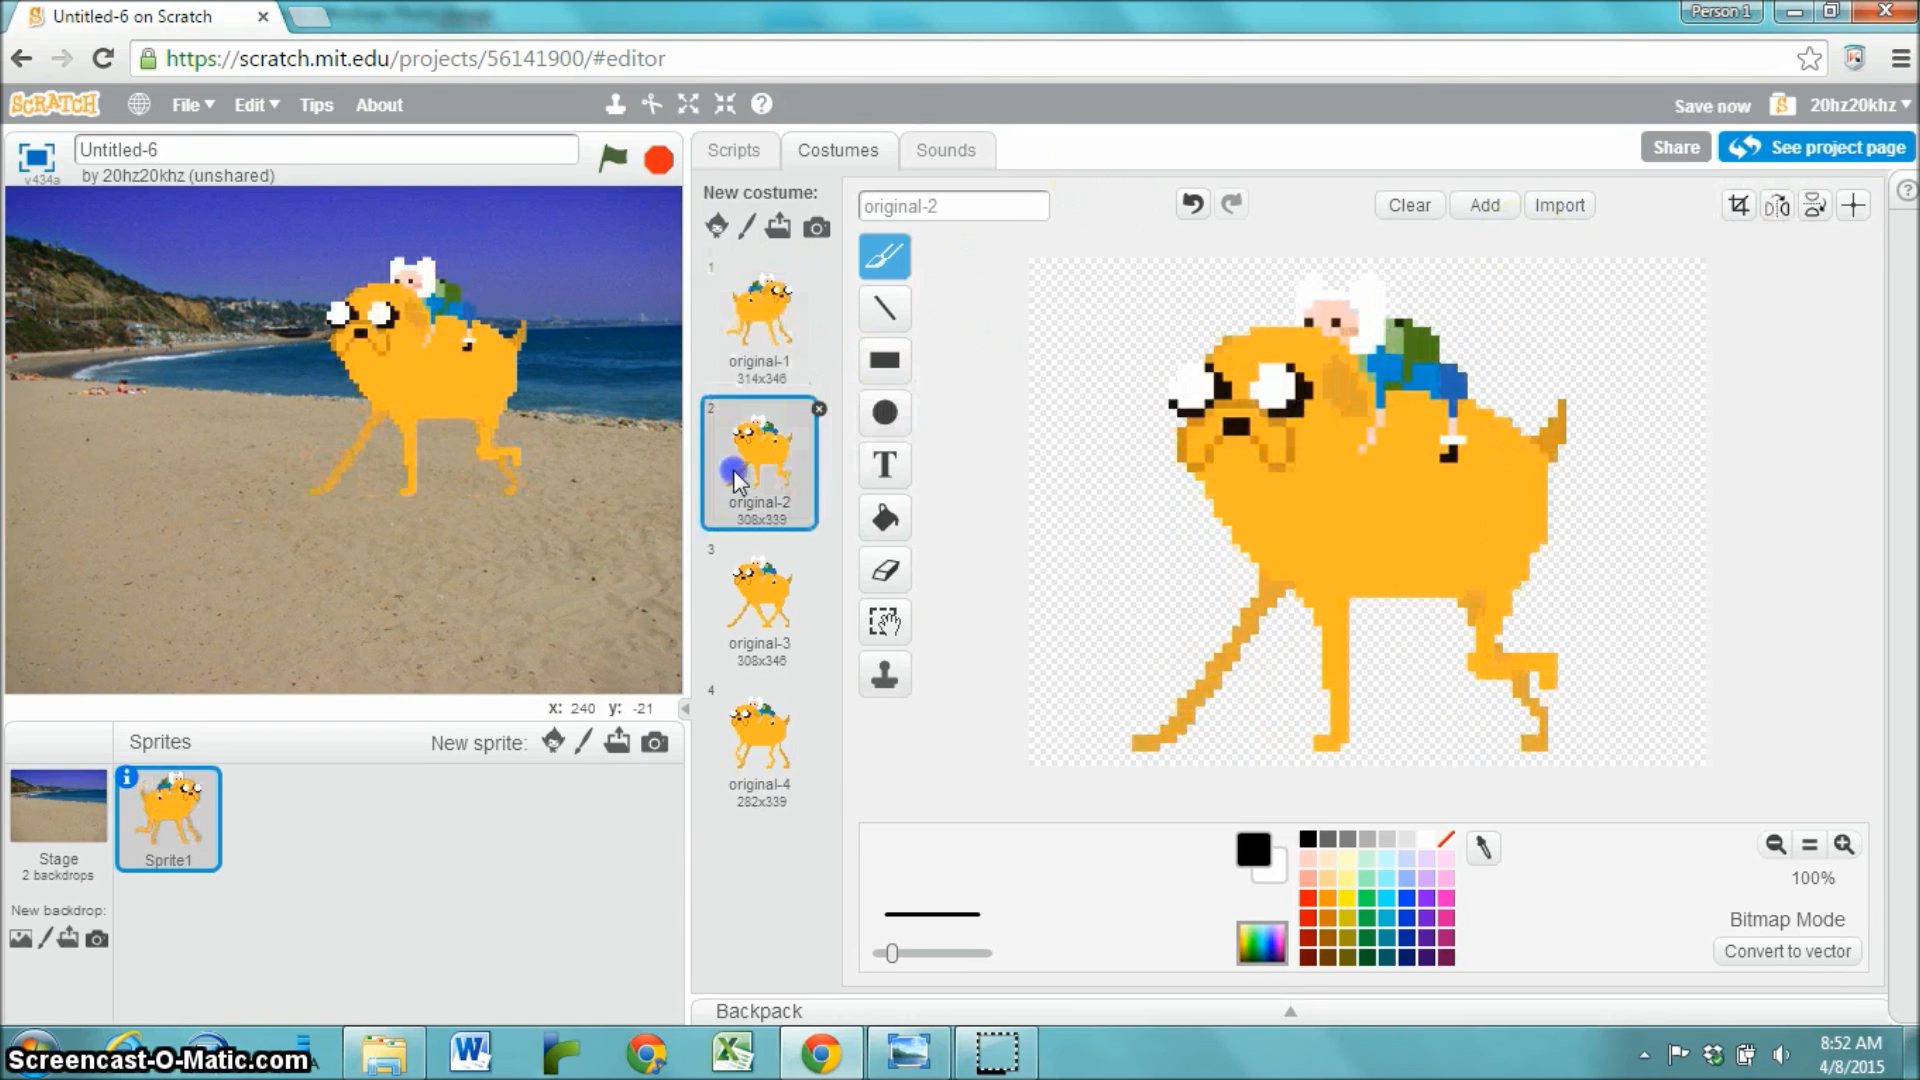 Untitled-6 on Scratch
Person 1
https://scratch.mit.edu/projects/56141900/#editor
SCRATCH
File
Edit
Tips
About
Save now
20hz20khz
Untitled-6
v434a
by 20hz20khz (unshared)
Scripts
Costumes
Sounds
Share
See project page
New costume:
original-2
Clear
Add
Import
1
original-1
314x346
2
original-2
308x339
3
original-3
308x346
4
original-4
282x339
T
x: 240 y: -21
Sprites
New sprite:
Stage
2 backdrops
Sprite1
New backdrop:
100%
Bitmap Mode
Convert to vector
Backpack
Screencast-O-Matic.com
8:52 AM
4/8/2015